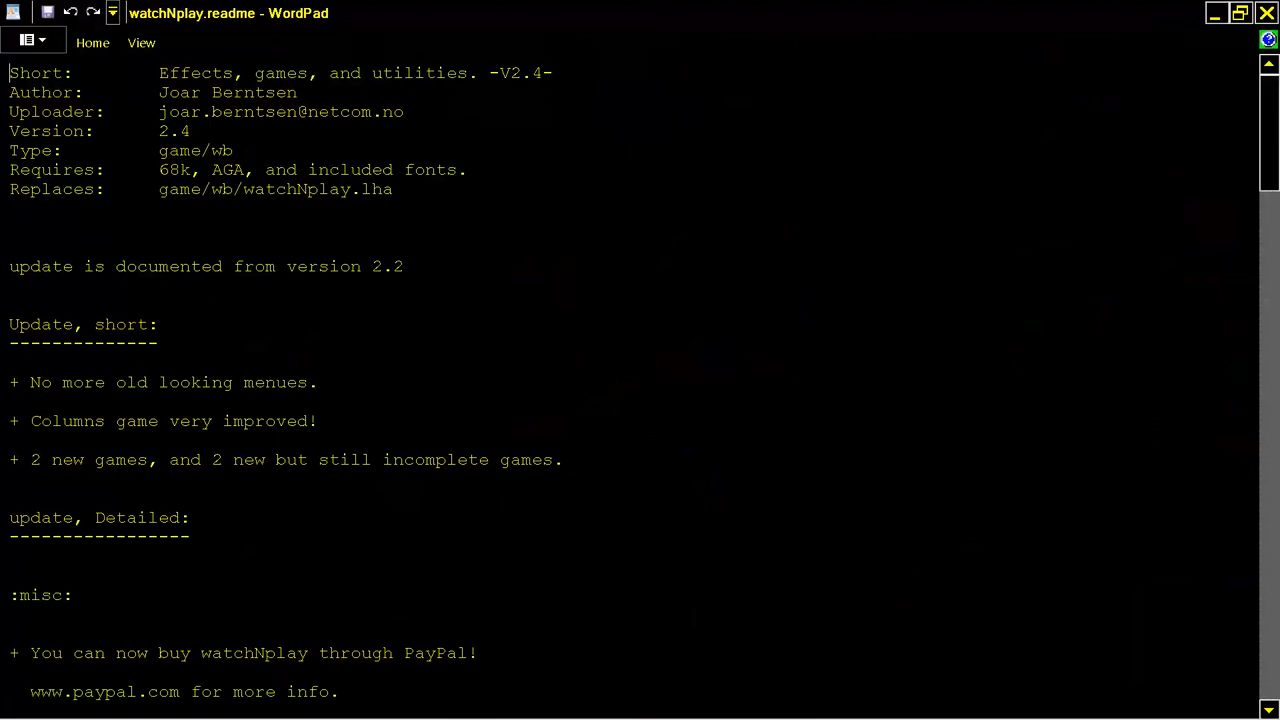 watchNplay.readme - WordPad
Home View
Short: Effects, games, and utilities. -V2.4-
Author: Joar Berntsen
Uploader: joar.berntsen@netcom.no
Version: 2.4
Type: game/wb
Requires: 68k, AGA, and included fonts.
Replaces: game/wb/watchNplay.lha
update is documented from version 2.2
Update, short:
--------------
+ No more old looking menues.
+ Columns game very improved!
+ 2 new games, and 2 new but still incomplete games.
update, Detailed:
-----------------
:misc:
+ You can now buy watchNplay through PayPal!
www.paypal.com for more info.